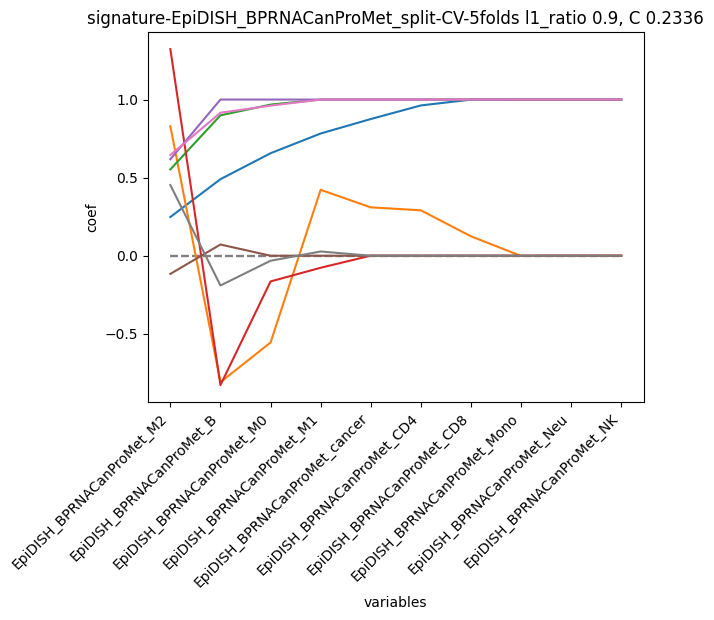 signature-EpiDISH_BPRNACanProMet_split-CV-5folds l1_ratio 0.9, C 0.2336
1.0
0.5
0.0
−0.5
coef
EpiDISH_BPRNACanProMet_M2
EpiDISH_BPRNACanProMet_B
EpiDISH_BPRNACanProMet_M0
EpiDISH_BPRNACanProMet_M1
EpiDISH_BPRNACanProMet_cancer
EpiDISH_BPRNACanProMet_CD4
EpiDISH_BPRNACanProMet_CD8
EpiDISH_BPRNACanProMet_Mono
EpiDISH_BPRNACanProMet_Neu
EpiDISH_BPRNACanProMet_NK
variables